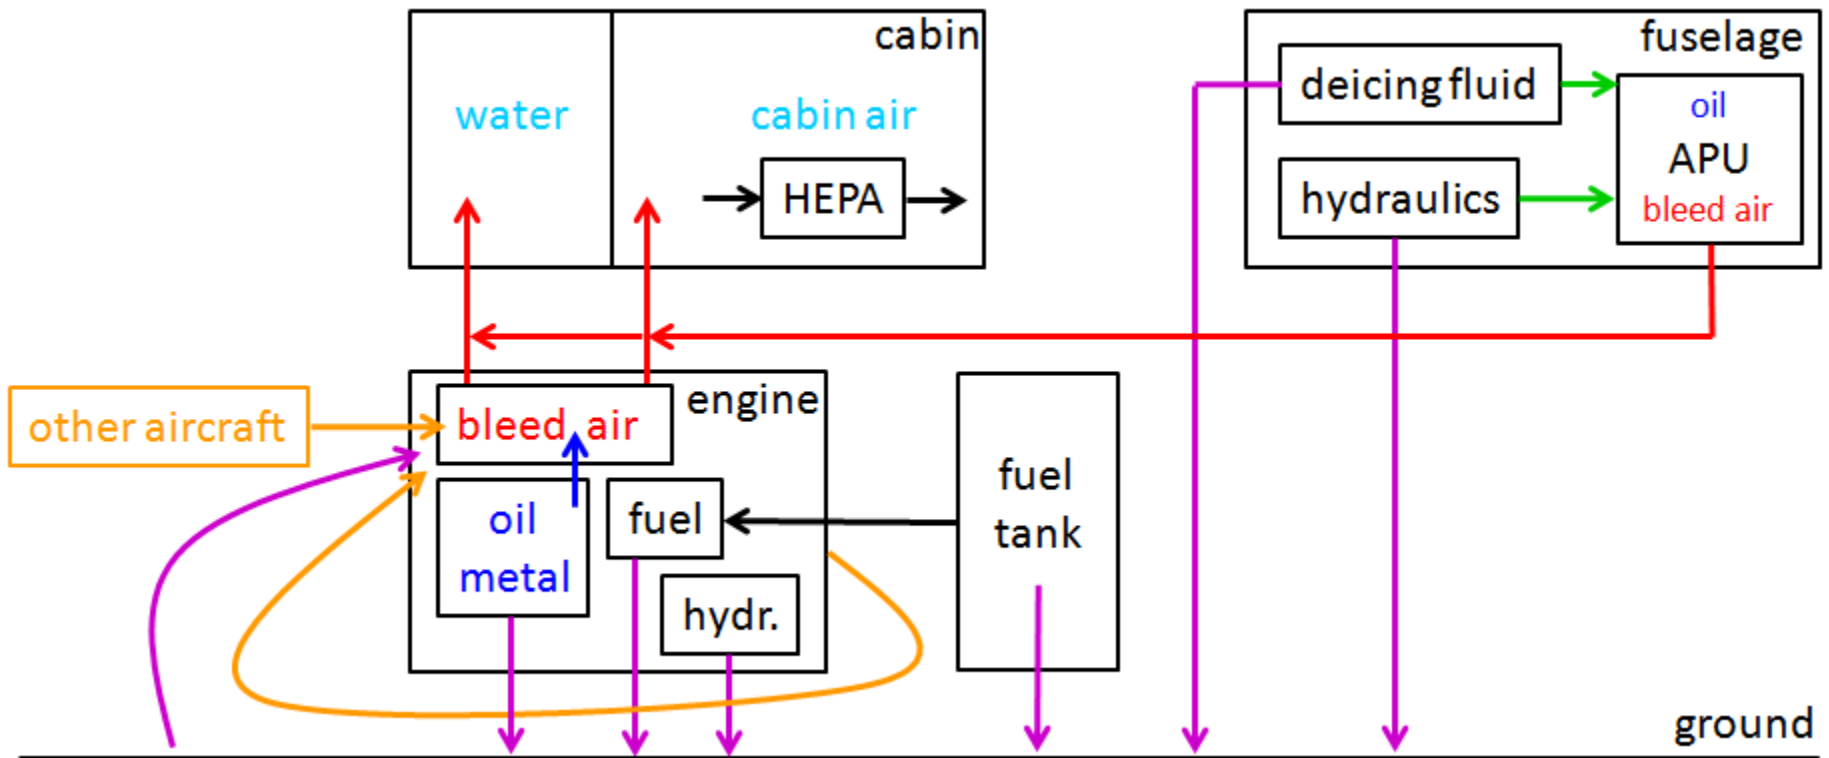 cabin
water
cabin air
HEPA
fuselage
deicing fluid
hydraulics
oil
APU
bleed air
other aircraft
engine
bleed air
oil
metal
fuel
hydr.
fuel
tank
ground